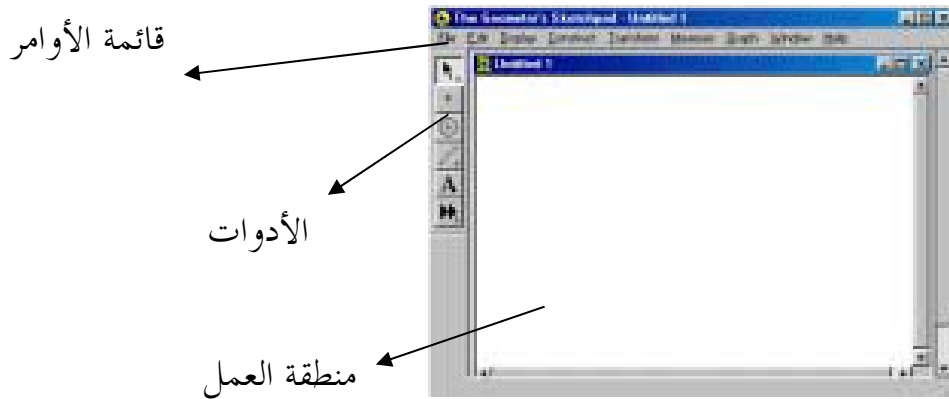 The Geometer's Sketchpad - Untitled 1
قائمة الأوامر
File Edit Display Construct Transform Measure Graph Window Help
Untitled 1
A
الأدوات
منطقة العمل